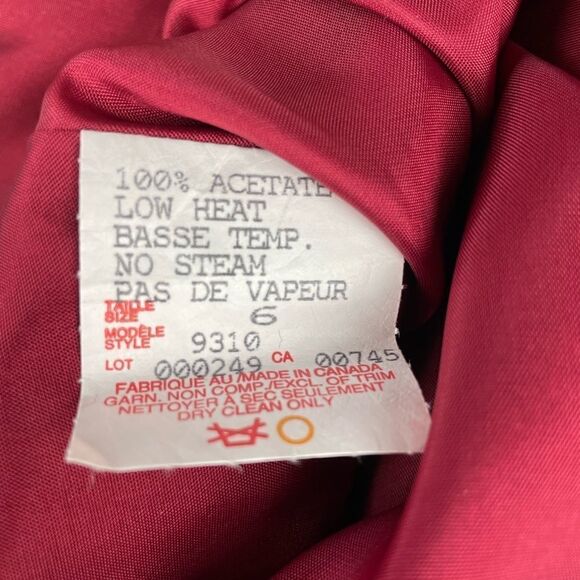 100% ACETATE
LOW HEAT
BASSE TEMP.
NO STEAM
PAS DE VAPEUR
TAILLE
SIZE 6
MODÈLE
STYLE 9310
LOT 000249 CA 00745
FABRIQUÉ AU/MADE IN CANADA
GARN. NON COMP./EXCL. OF TRIM
NETTOYER À SEC SEULEMENT
DRY CLEAN ONLY